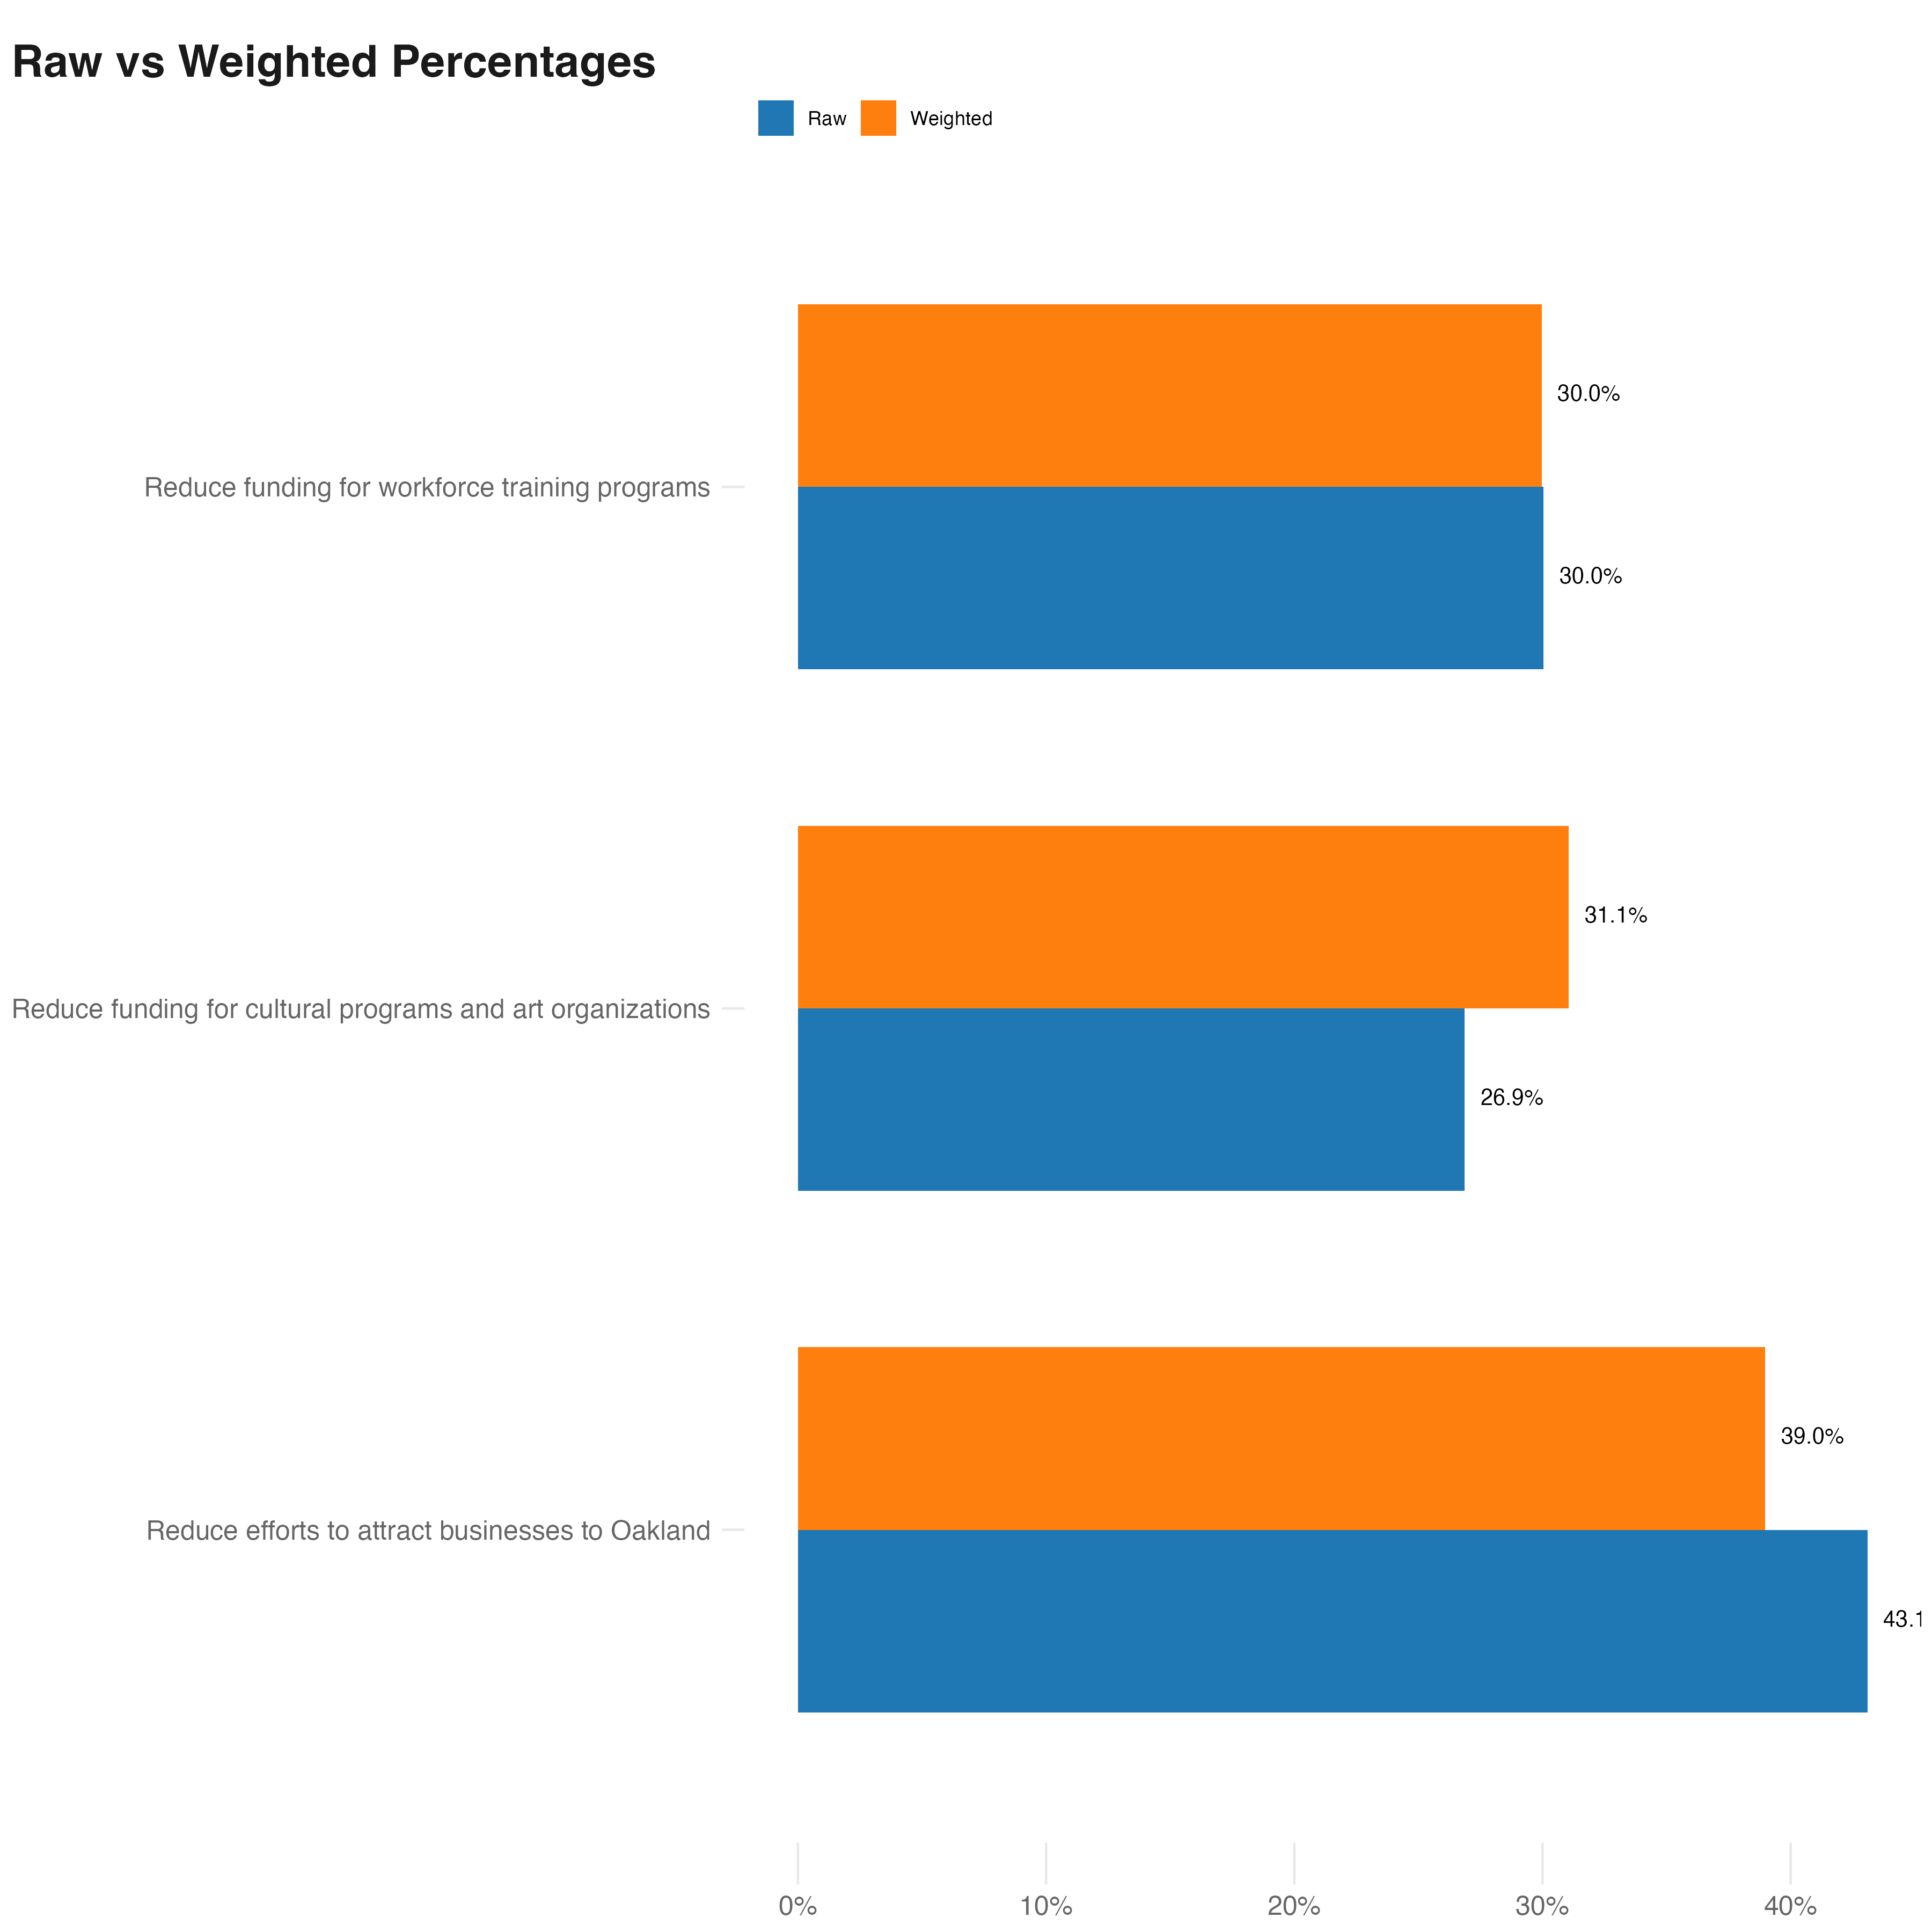 Raw vs Weighted Percentages
Raw Weighted
30.0%
Reduce funding for workforce training programs
30.0%
31.1%
Reduce funding for cultural programs and art organizations
26.9%
39.0%
Reduce efforts to attract businesses to Oakland
43.1
0% 10% 20% 30% 40%